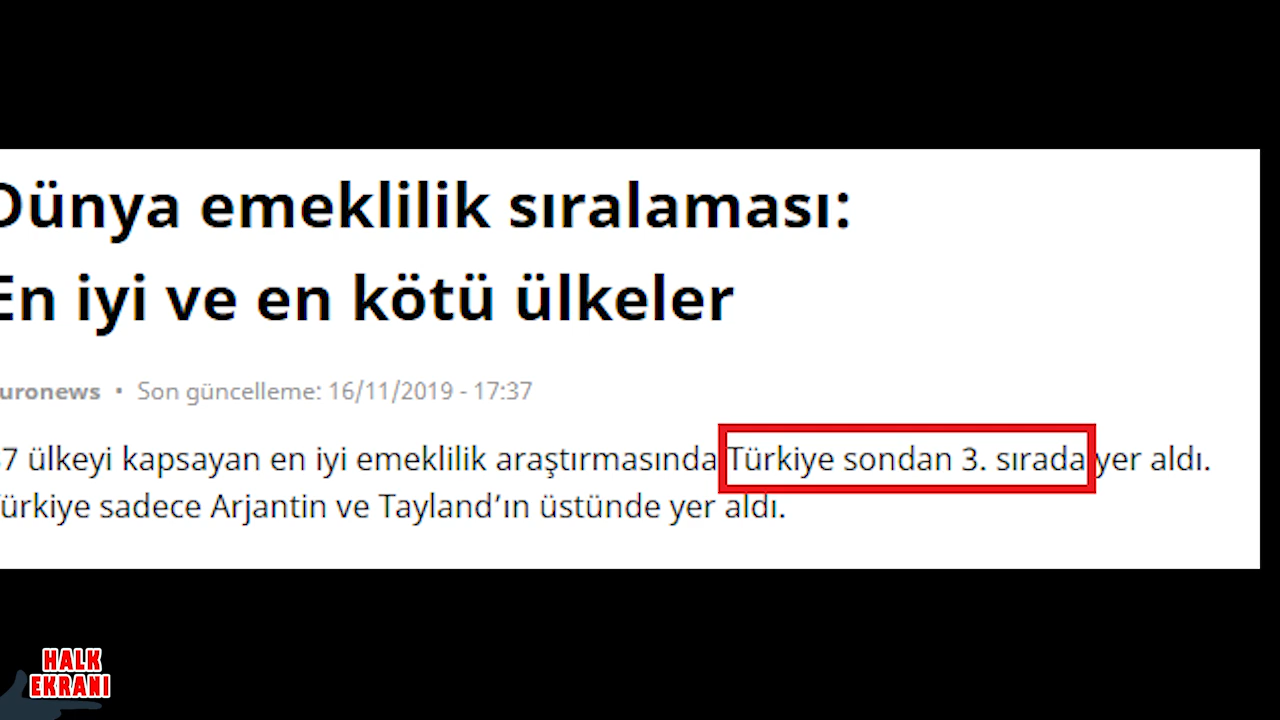 Dünya emeklilik sıralaması:
En iyi ve en kötü ülkeler
uronews • Son güncelleme: 16/11/2019 - 17:37
7 ülkeyi kapsayan en iyi emeklilik araştırmasında Türkiye sondan 3. sırada yer aldı.
ürkiye sadece Arjantin ve Tayland’ın üstünde yer aldı.
HALK
EKRANI